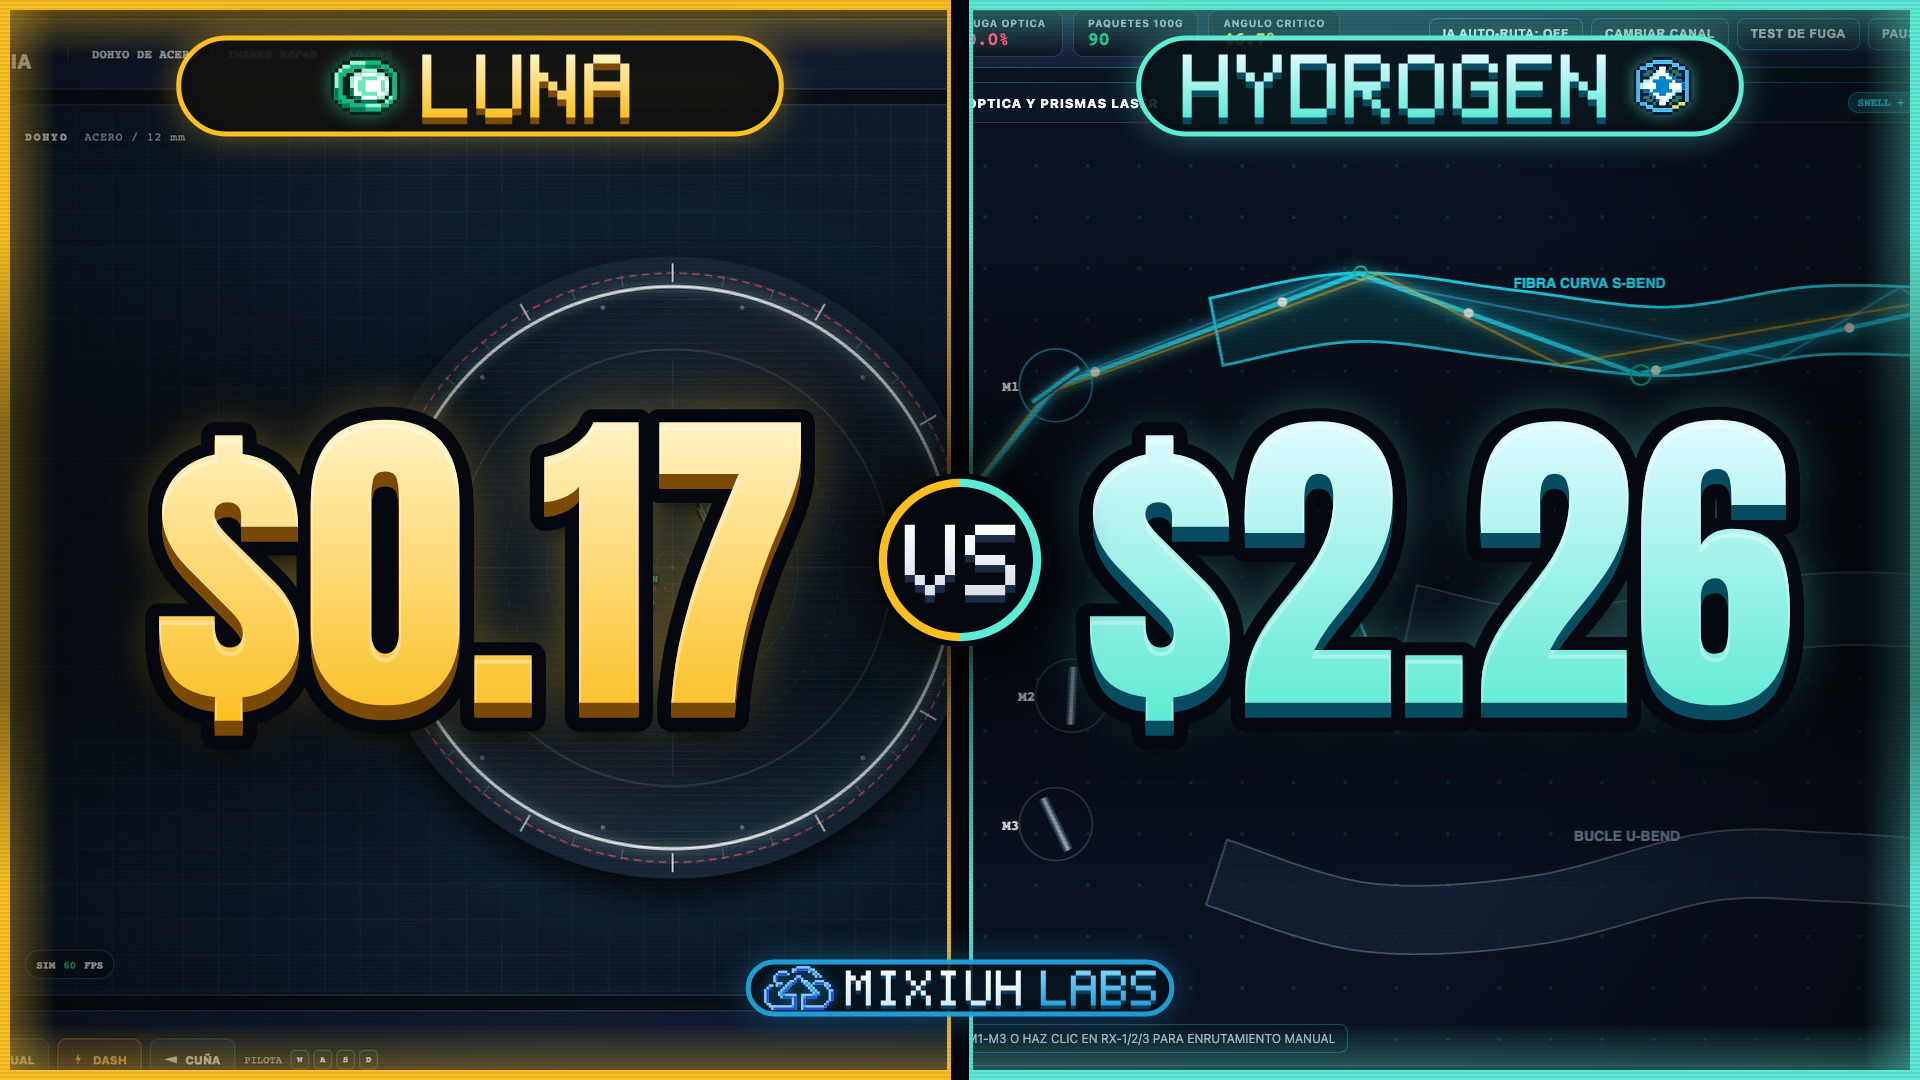 LUNA
DOHYO DE ACER
DOHYO ACERO / 12 mm
$0.17
SIM 60 FPS
DASH
CUÑA
PILOTA W A S D
VS
MIXIUH LABS
PAQUETES 100G
90
ANGULO CRITICO
IA AUTO-RUTA: OFF
CAMBIAR CANAL
TEST DE FUGA
HYDROGEN
OPTICA Y PRISMAS LASER
SNELL +
FIBRA CURVA S-BEND
M1
$2.26
M2
M3
BUCLE U-BEND
M1-M3 O HAZ CLIC EN RX-1/2/3 PARA ENRUTAMIENTO MANUAL